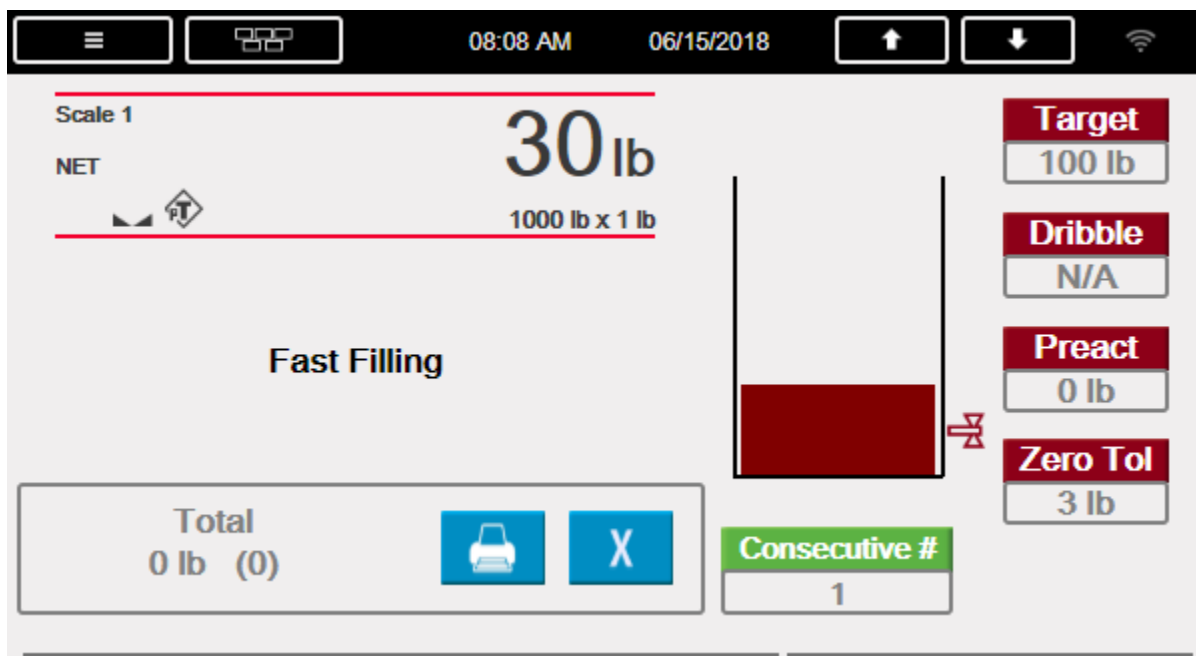 08:08 AM 06/15/2018
Scale 1
30 lb
NET
PT
1000 lb x 1 lb
Fast Filling
Target
100 lb
Dribble
N/A
Preact
0 lb
Zero Tol
3 lb
Total
0 lb (0)
X
Consecutive #
1